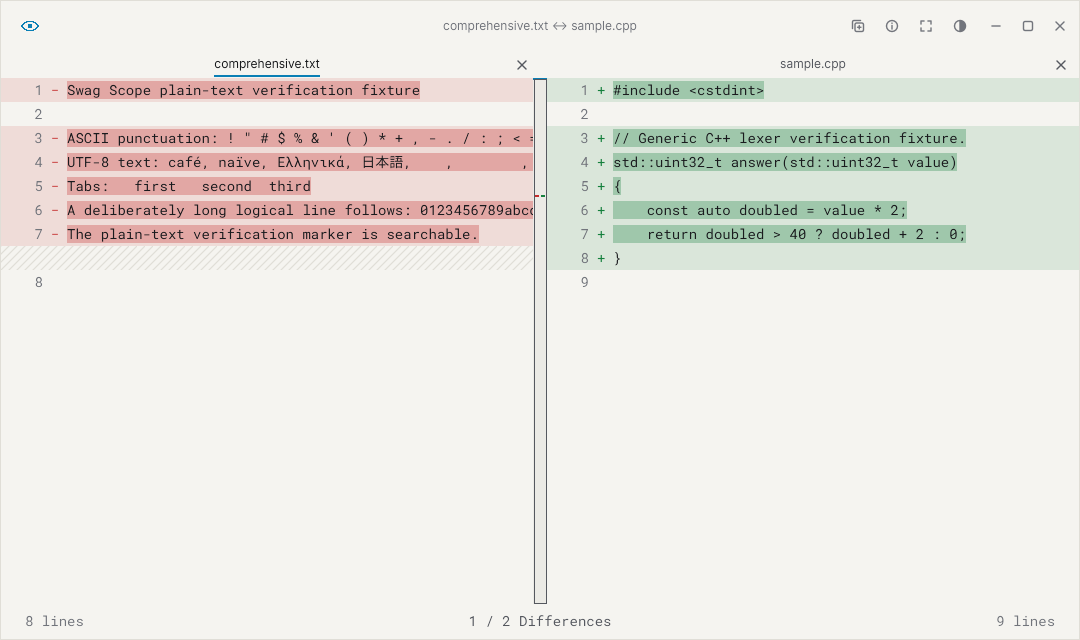 comprehensive.txt ↔ sample.cpp
comprehensive.txt
sample.cpp
1 - Swag Scope plain-text verification fixture
2
3 - ASCII punctuation: ! " # $ % & ' ( ) * + , - . / : ; < =
4 - UTF-8 text: café, naïve, Ελληνικά, 日本語, , ,
5 - Tabs: first second third
6 - A deliberately long logical line follows: 0123456789abcd
7 - The plain-text verification marker is searchable.
8
1 + #include <cstdint>
2
3 + // Generic C++ lexer verification fixture.
4 + std::uint32_t answer(std::uint32_t value)
5 + {
6 + const auto doubled = value * 2;
7 + return doubled > 40 ? doubled + 2 : 0;
8 + }
9
8 lines
1 / 2 Differences
9 lines